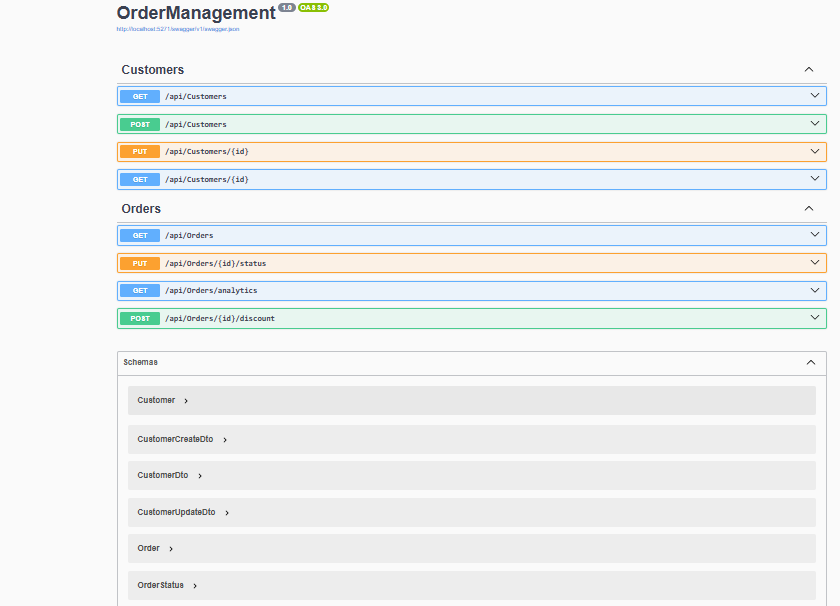 OrderManagement 1.0 OAS 3.0
http://localhost:5271/swagger/v1/swagger.json
Customers
GET /api/Customers
POST /api/Customers
PUT /api/Customers/{id}
GET /api/Customers/{id}
Orders
GET /api/Orders
PUT /api/Orders/{id}/status
GET /api/Orders/analytics
POST /api/Orders/{id}/discount
Schemas
Customer
CustomerCreateDto
CustomerDto
CustomerUpdateDto
Order
OrderStatus